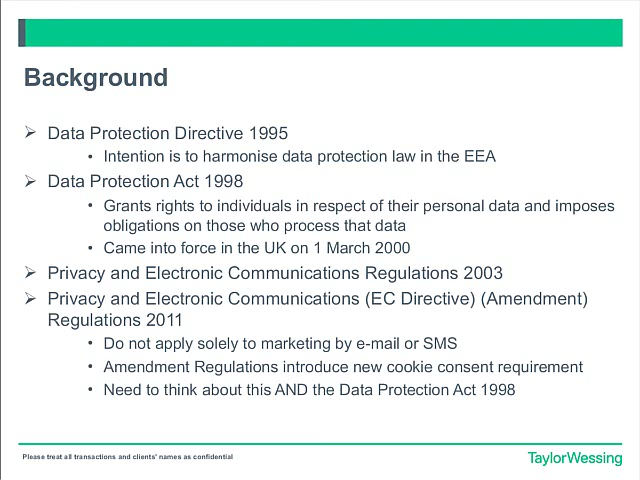 Background
➢ Data Protection Directive 1995
• Intention is to harmonise data protection law in the EEA
➢ Data Protection Act 1998
• Grants rights to individuals in respect of their personal data and imposes
obligations on those who process that data
• Came into force in the UK on 1 March 2000
➢ Privacy and Electronic Communications Regulations 2003
➢ Privacy and Electronic Communications (EC Directive) (Amendment)
Regulations 2011
• Do not apply solely to marketing by e-mail or SMS
• Amendment Regulations introduce new cookie consent requirement
• Need to think about this AND the Data Protection Act 1998
Please treat all transactions and clients' names as confidential
TaylorWessing